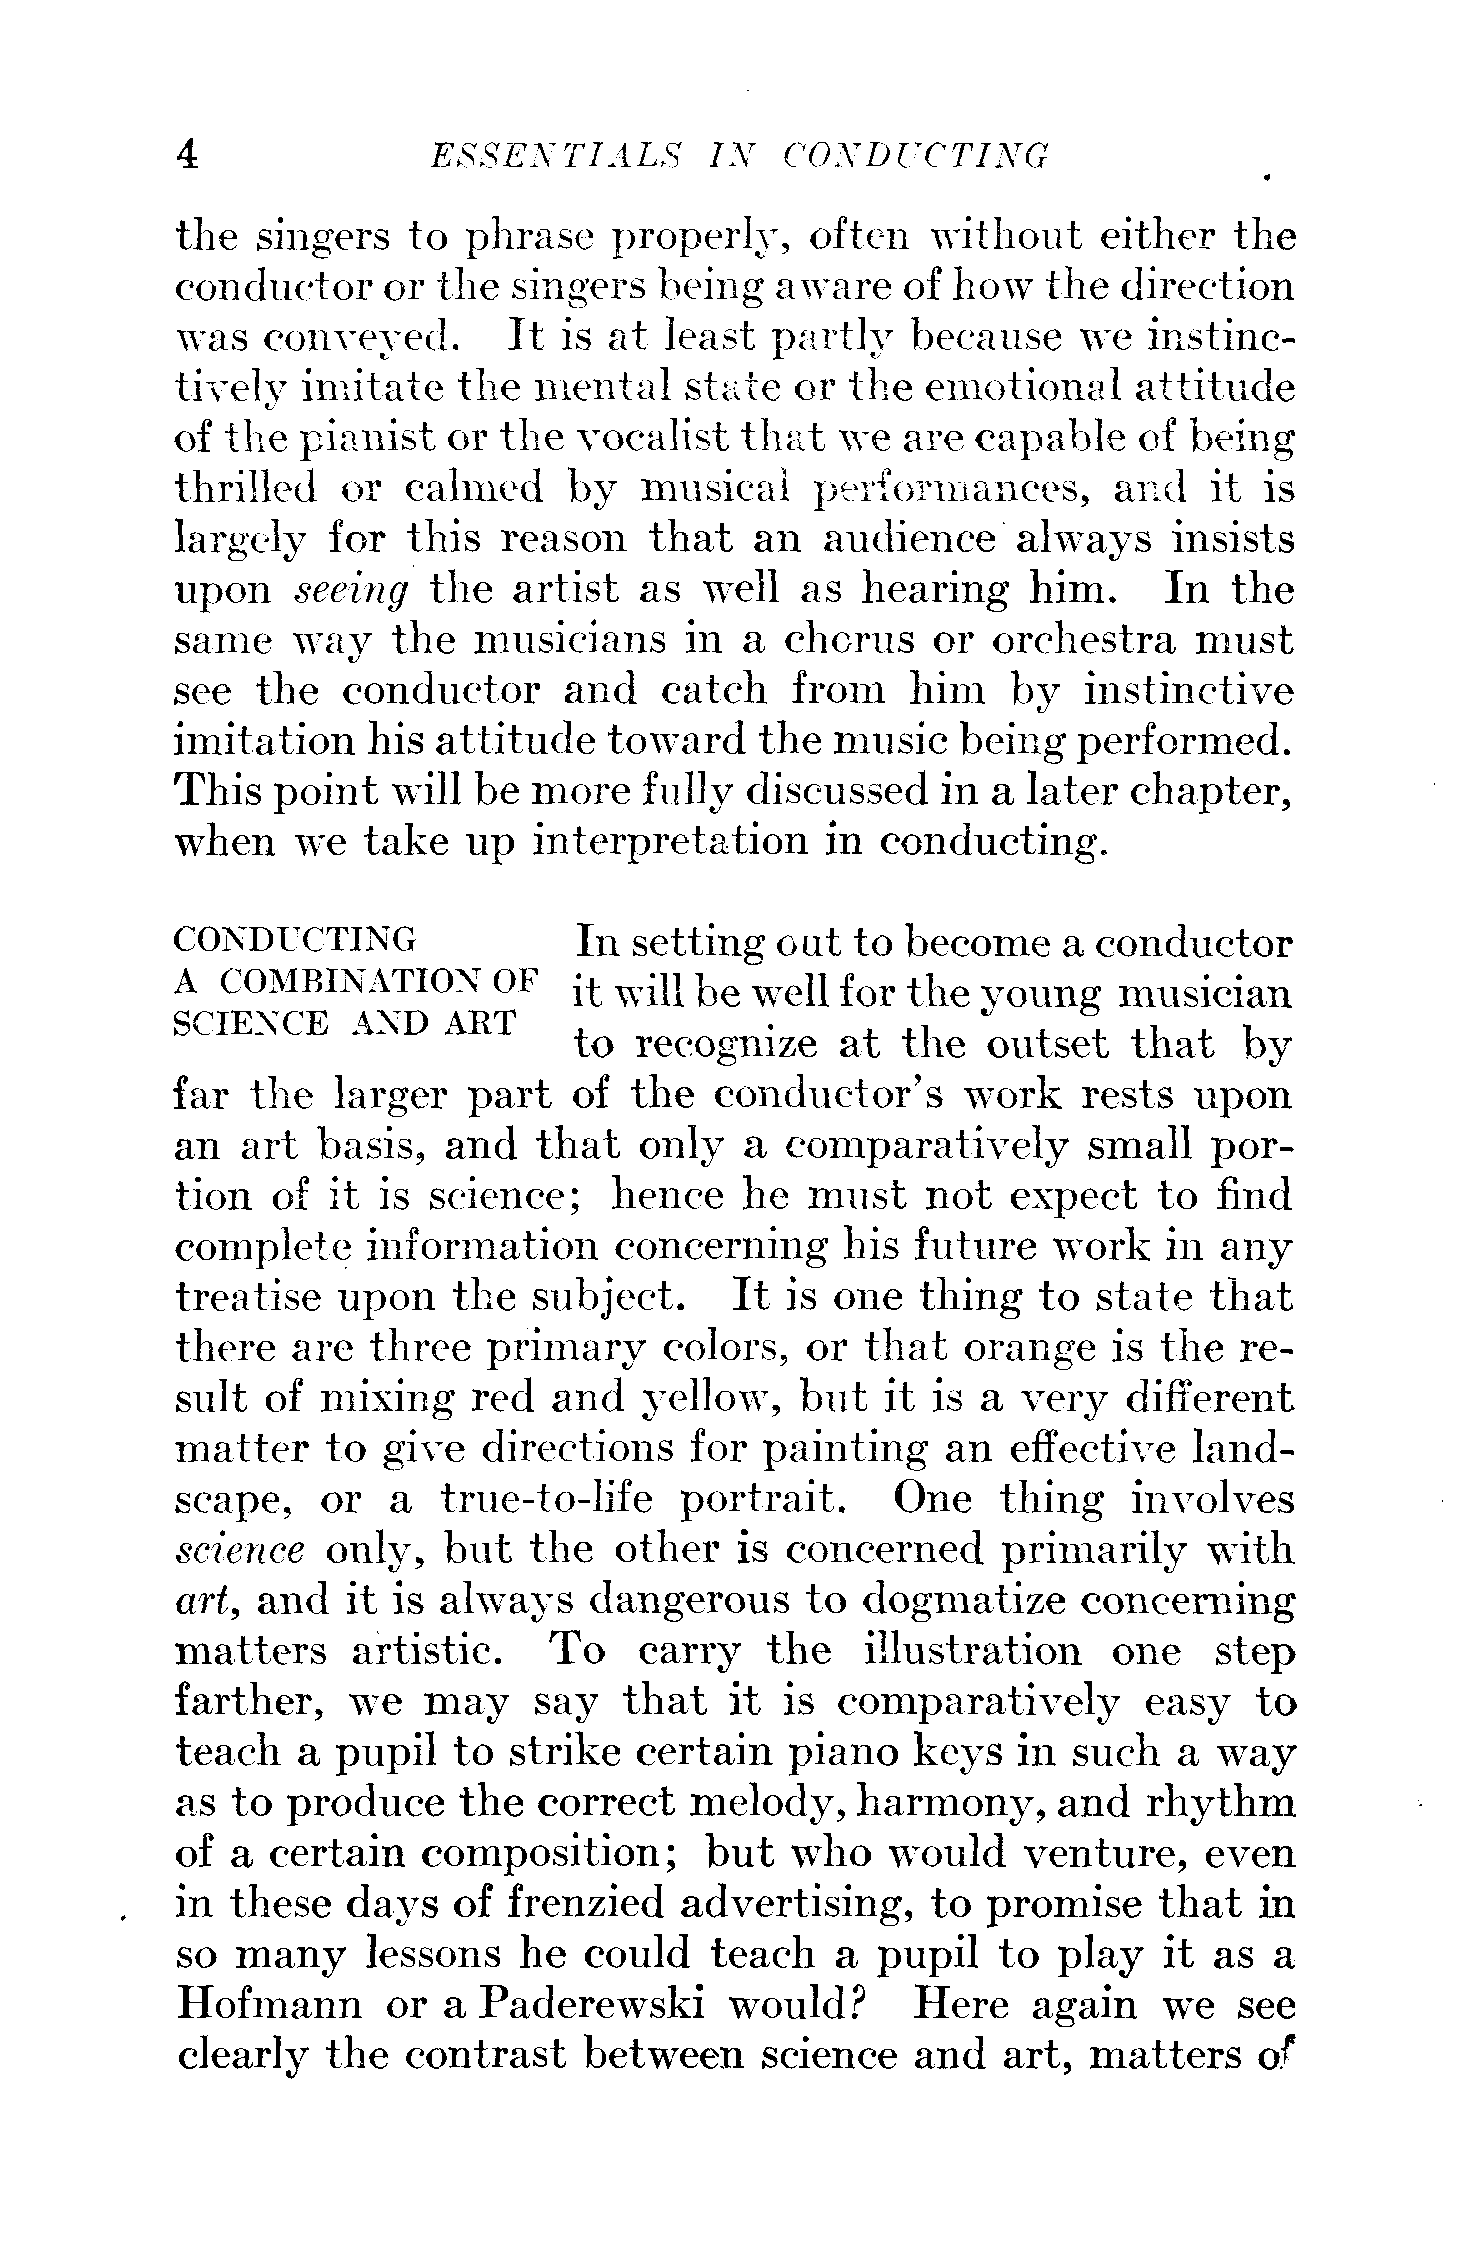 4 ESSENTIALS IN CONDUCTING
the singers to phrase properly, often without either the
conductor or the singers being aware of how the direction
was conveyed. It is at least partly because we instinc-
tively imitate the mental state or the emotional attitude
of the pianist or the vocalist that we are capable of being
thrilled or calmed by musical performances, and it is
largely for this reason that an audience always insists
upon seeing the artist as well as hearing him. In the
same way the musicians in a chorus or orchestra must
see the conductor and catch from him by instinctive
imitation his attitude toward the music being performed.
This point will be more fully discussed in a later chapter,
when we take up interpretation in conducting.
CONDUCTING
A COMBINATION OF
SCIENCE AND ART
In setting out to become a conductor
it will be well for the young musician
to recognize at the outset that by
far the larger part of the conductor's work rests upon
an art basis, and that only a comparatively small por-
tion of it is science; hence he must not expect to find
complete information concerning his future work in any
treatise upon the subject. It is one thing to state that
there are three primary colors, or that orange is the re-
sult of mixing red and yellow, but it is a very different
matter to give directions for painting an effective land-
scape, or a true-to-life portrait. One thing involves
science only, but the other is concerned primarily with
art, and it is always dangerous to dogmatize concerning
matters artistic. To carry the illustration one step
farther, we may say that it is comparatively easy to
teach a pupil to strike certain piano keys in such a way
as to produce the correct melody, harmony, and rhythm
of a certain composition; but who would venture, even
in these days of frenzied advertising, to promise that in
so many lessons he could teach a pupil to play it as a
Hofmann or a Paderewski would? Here again we see
clearly the contrast between science and art, matters of